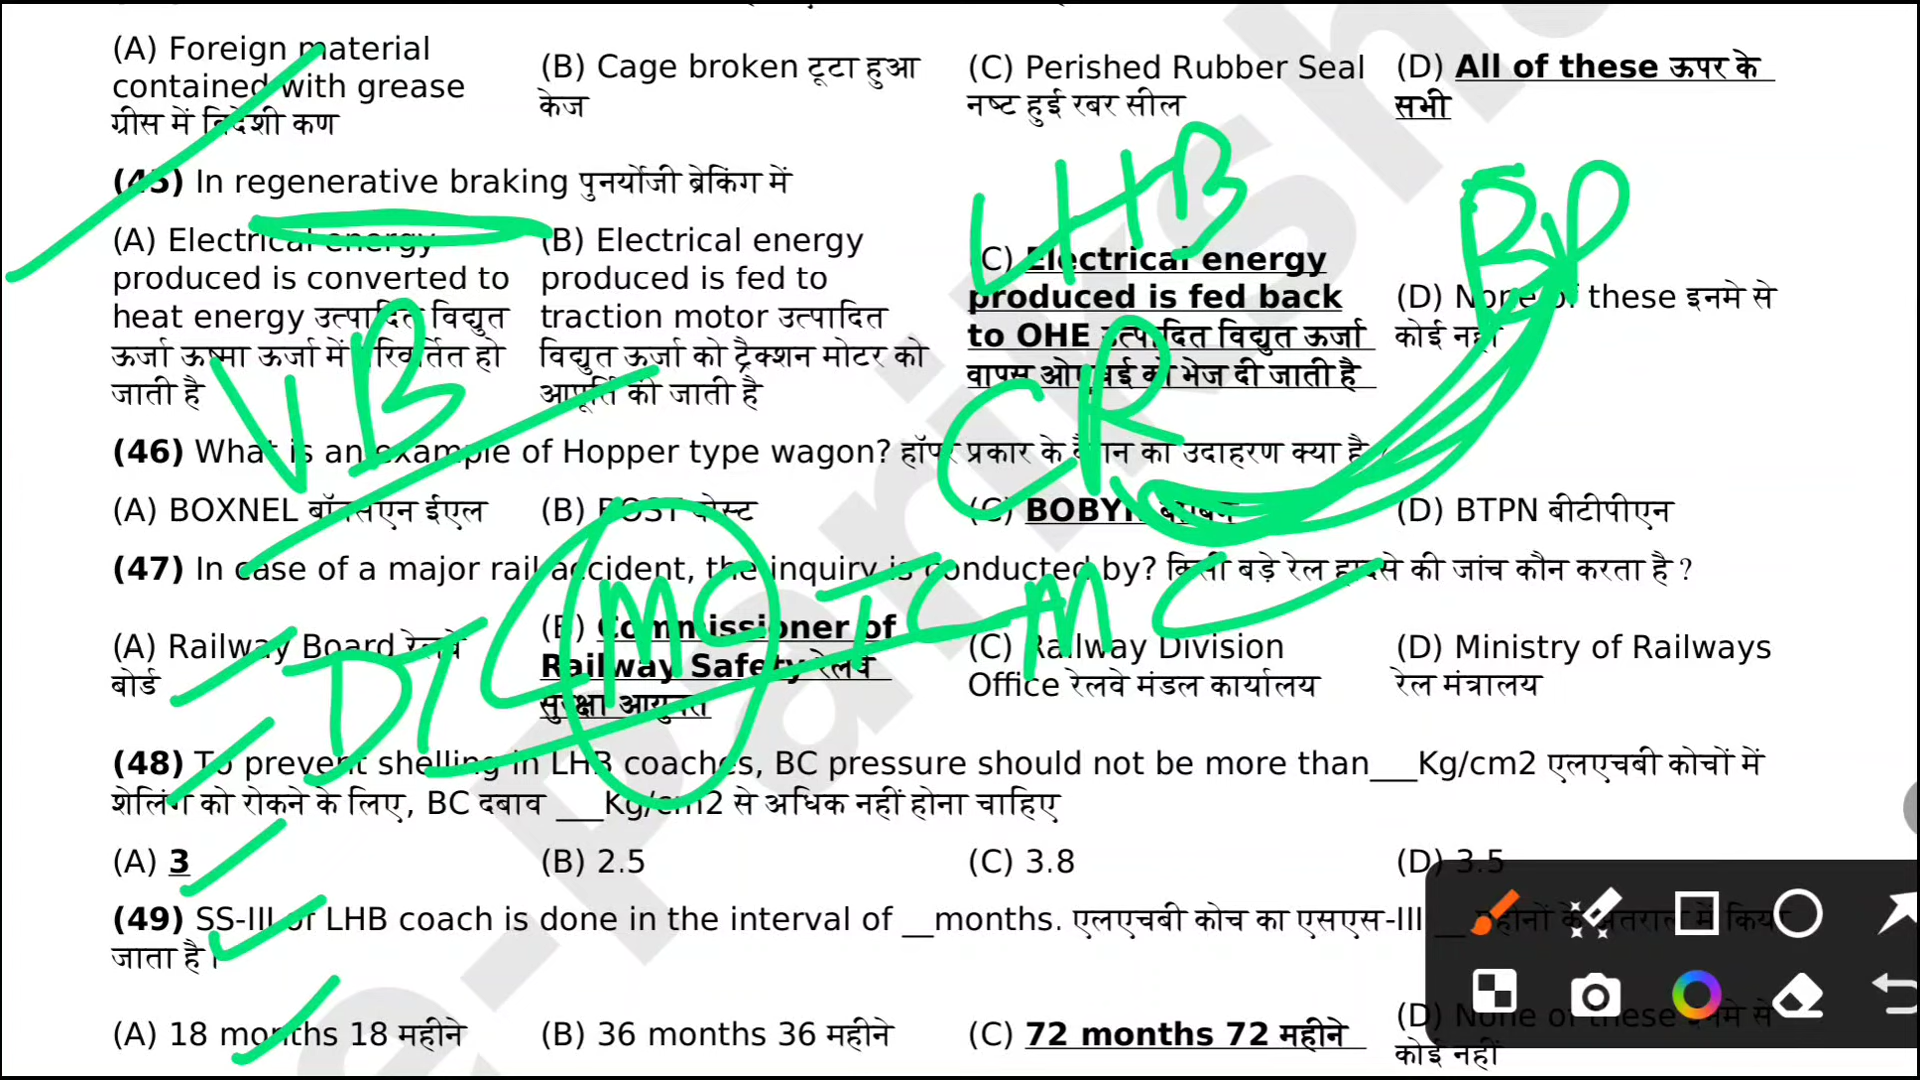 (A) Foreign material contained with grease ग्रीस में विदेशी कण
(B) Cage broken टूटा हुआ केज
(C) Perished Rubber Seal नष्ट हुई रबर सील
(D) All of these ऊपर के सभी
(45) In regenerative braking पुनर्योजी ब्रेकिंग में
(A) Electrical energy produced is converted to heat energy उत्पादित विद्युत ऊर्जा ऊष्मा ऊर्जा में परिवर्तित हो जाती है
(B) Electrical energy produced is fed to traction motor उत्पादित विद्युत ऊर्जा को ट्रैक्शन मोटर को आपूर्ति की जाती है
(C) Electrical energy produced is fed back to OHE उत्पादित विद्युत ऊर्जा वापस ओएचई को भेज दी जाती है
(D) None of these इनमे से कोई नहीं
(46) What is an example of Hopper type wagon? हॉपर प्रकार के वैगन का उदाहरण क्या है
(A) BOXNEL बॉक्सएन ईएल
(B) BOST बोस्ट
(C) BOBYN
(D) BTPN बीटीपीएन
(47) In case of a major rail accident, the inquiry is conducted by? किसी बड़े रेल हादसे की जांच कौन करता है ?
(A) Railway Board रेलवे बोर्ड
(B) Commissioner of Railway Safety रेलवे सुरक्षा आयुक्त
(C) Railway Division Office रेलवे मंडल कार्यालय
(D) Ministry of Railways रेल मंत्रालय
(48) To prevent shelling in LHB coaches, BC pressure should not be more than___Kg/cm2 एलएचबी कोचों में
शेलिंग को रोकने के लिए, BC दबाव ___Kg/cm2 से अधिक नहीं होना चाहिए
(A) 3
(B) 2.5
(C) 3.8
(D) 3.5
(49) SS-III of LHB coach is done in the interval of __months. एलएचबी कोच का एसएस-III __ महीनों के अंतराल में किया
जाता है।
(A) 18 months 18 महीने
(B) 36 months 36 महीने
(C) 72 months 72 महीने
(D) None of these इनमे से कोई नहीं
LHB
BP
VB
CR